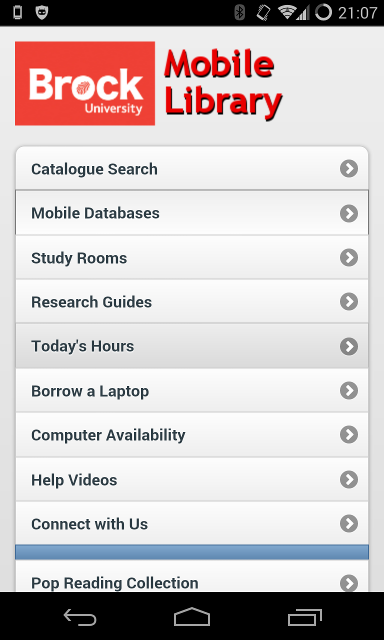 21:07
Brock
University
Mobile
Library
Catalogue Search
Mobile Databases
Study Rooms
Research Guides
Today's Hours
Borrow a Laptop
Computer Availability
Help Videos
Connect with Us
Pop Reading Collection